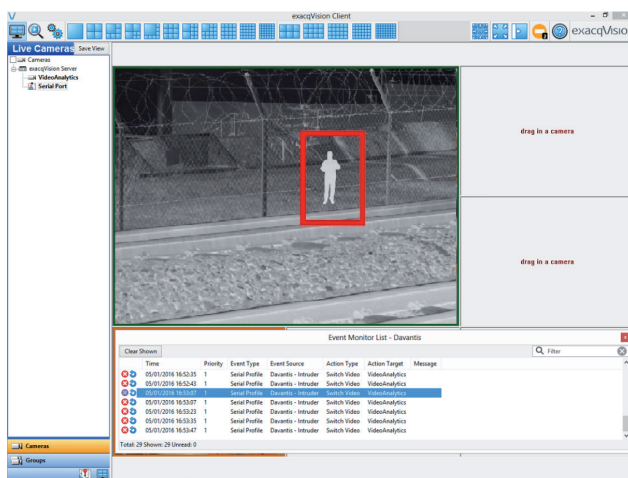 exacqVision Client
exacqVision
Live Cameras Save View
Cameras
exacqVision Server
VideoAnalytics
Serial Port
drag in a camera
drag in a camera
Event Monitor List - Davantis
Clear Shown Filter
Time Priority Event Type Event Source Action Type Action Target Message
05/01/2016 16:52:35 1 Serial Profile Davantis - Intruder Switch Video VideoAnalytics
05/01/2016 16:52:43 1 Serial Profile Davantis - Intruder Switch Video VideoAnalytics
05/01/2016 16:53:07 1 Serial Profile Davantis - Intruder Switch Video VideoAnalytics
05/01/2016 16:53:07 1 Serial Profile Davantis - Intruder Switch Video VideoAnalytics
05/01/2016 16:53:23 1 Serial Profile Davantis - Intruder Switch Video VideoAnalytics
05/01/2016 16:53:35 1 Serial Profile Davantis - Intruder Switch Video VideoAnalytics
05/01/2016 16:53:47 1 Serial Profile Davantis - Intruder Switch Video VideoAnalytics
Total: 29 Shown: 29 Unread: 0
Cameras
Groups